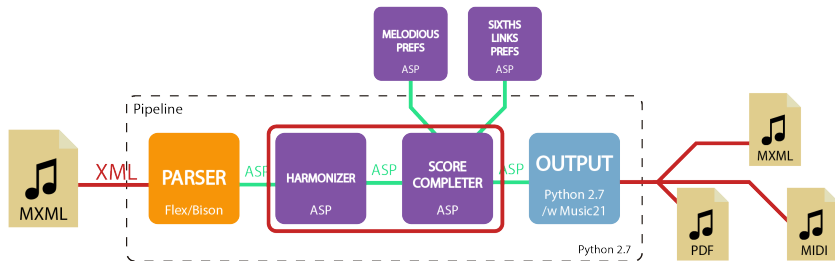 MELODIOUS
PREFS
ASP
SIXTHS
LINKS
PREFS
ASP
Pipeline
MXML
XML
PARSER
Flex/Bison
ASP
HARMONIZER
ASP
ASP
SCORE
COMPLETER
ASP
ASP
OUTPUT
Python 2.7
/w Music21
MXML
PDF
MIDI
Python 2.7